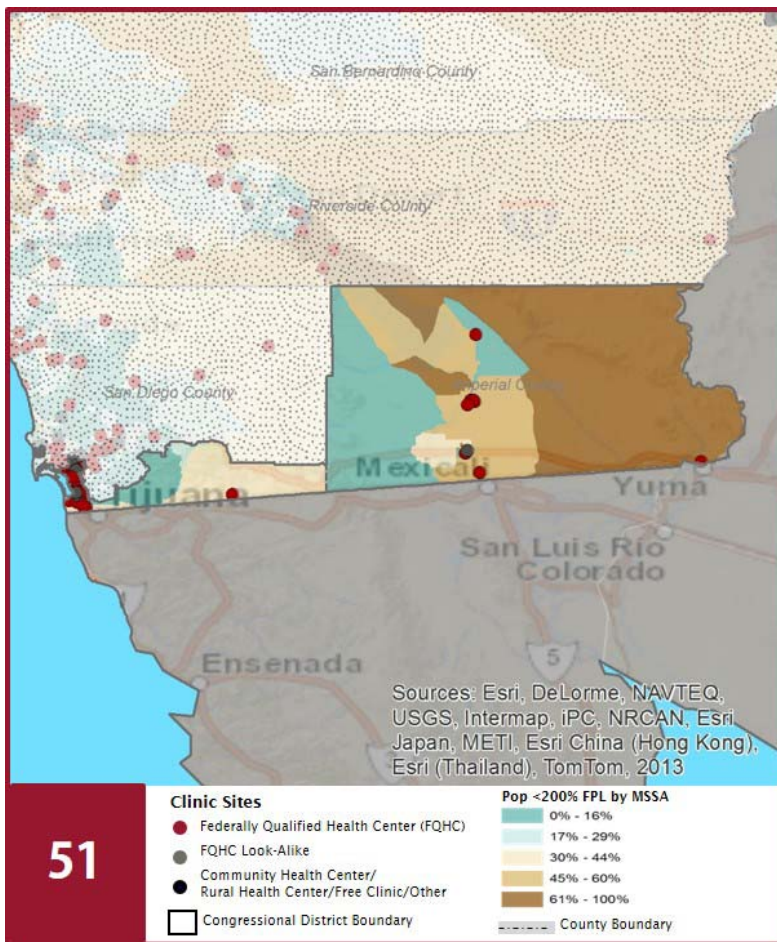 San Bernardino County
Riverside County
San Diego County
Imperial County
Mexicali
Tijuana
Yuma
San Luis Río
Colorado
Ensenada
5
Sources: Esri, DeLorme, NAVTEQ,
USGS, Intermap, iPC, NRCAN, Esri
Japan, METI, Esri China (Hong Kong),
Esri (Thailand), TomTom, 2013
51
Clinic Sites
Federally Qualified Health Center (FQHC)
FQHC Look-Alike
Community Health Center/
Rural Health Center/Free Clinic/Other
Congressional District Boundary
Pop <200% FPL by MSSA
0% - 16%
17% - 29%
30% - 44%
45% - 60%
61% - 100%
County Boundary